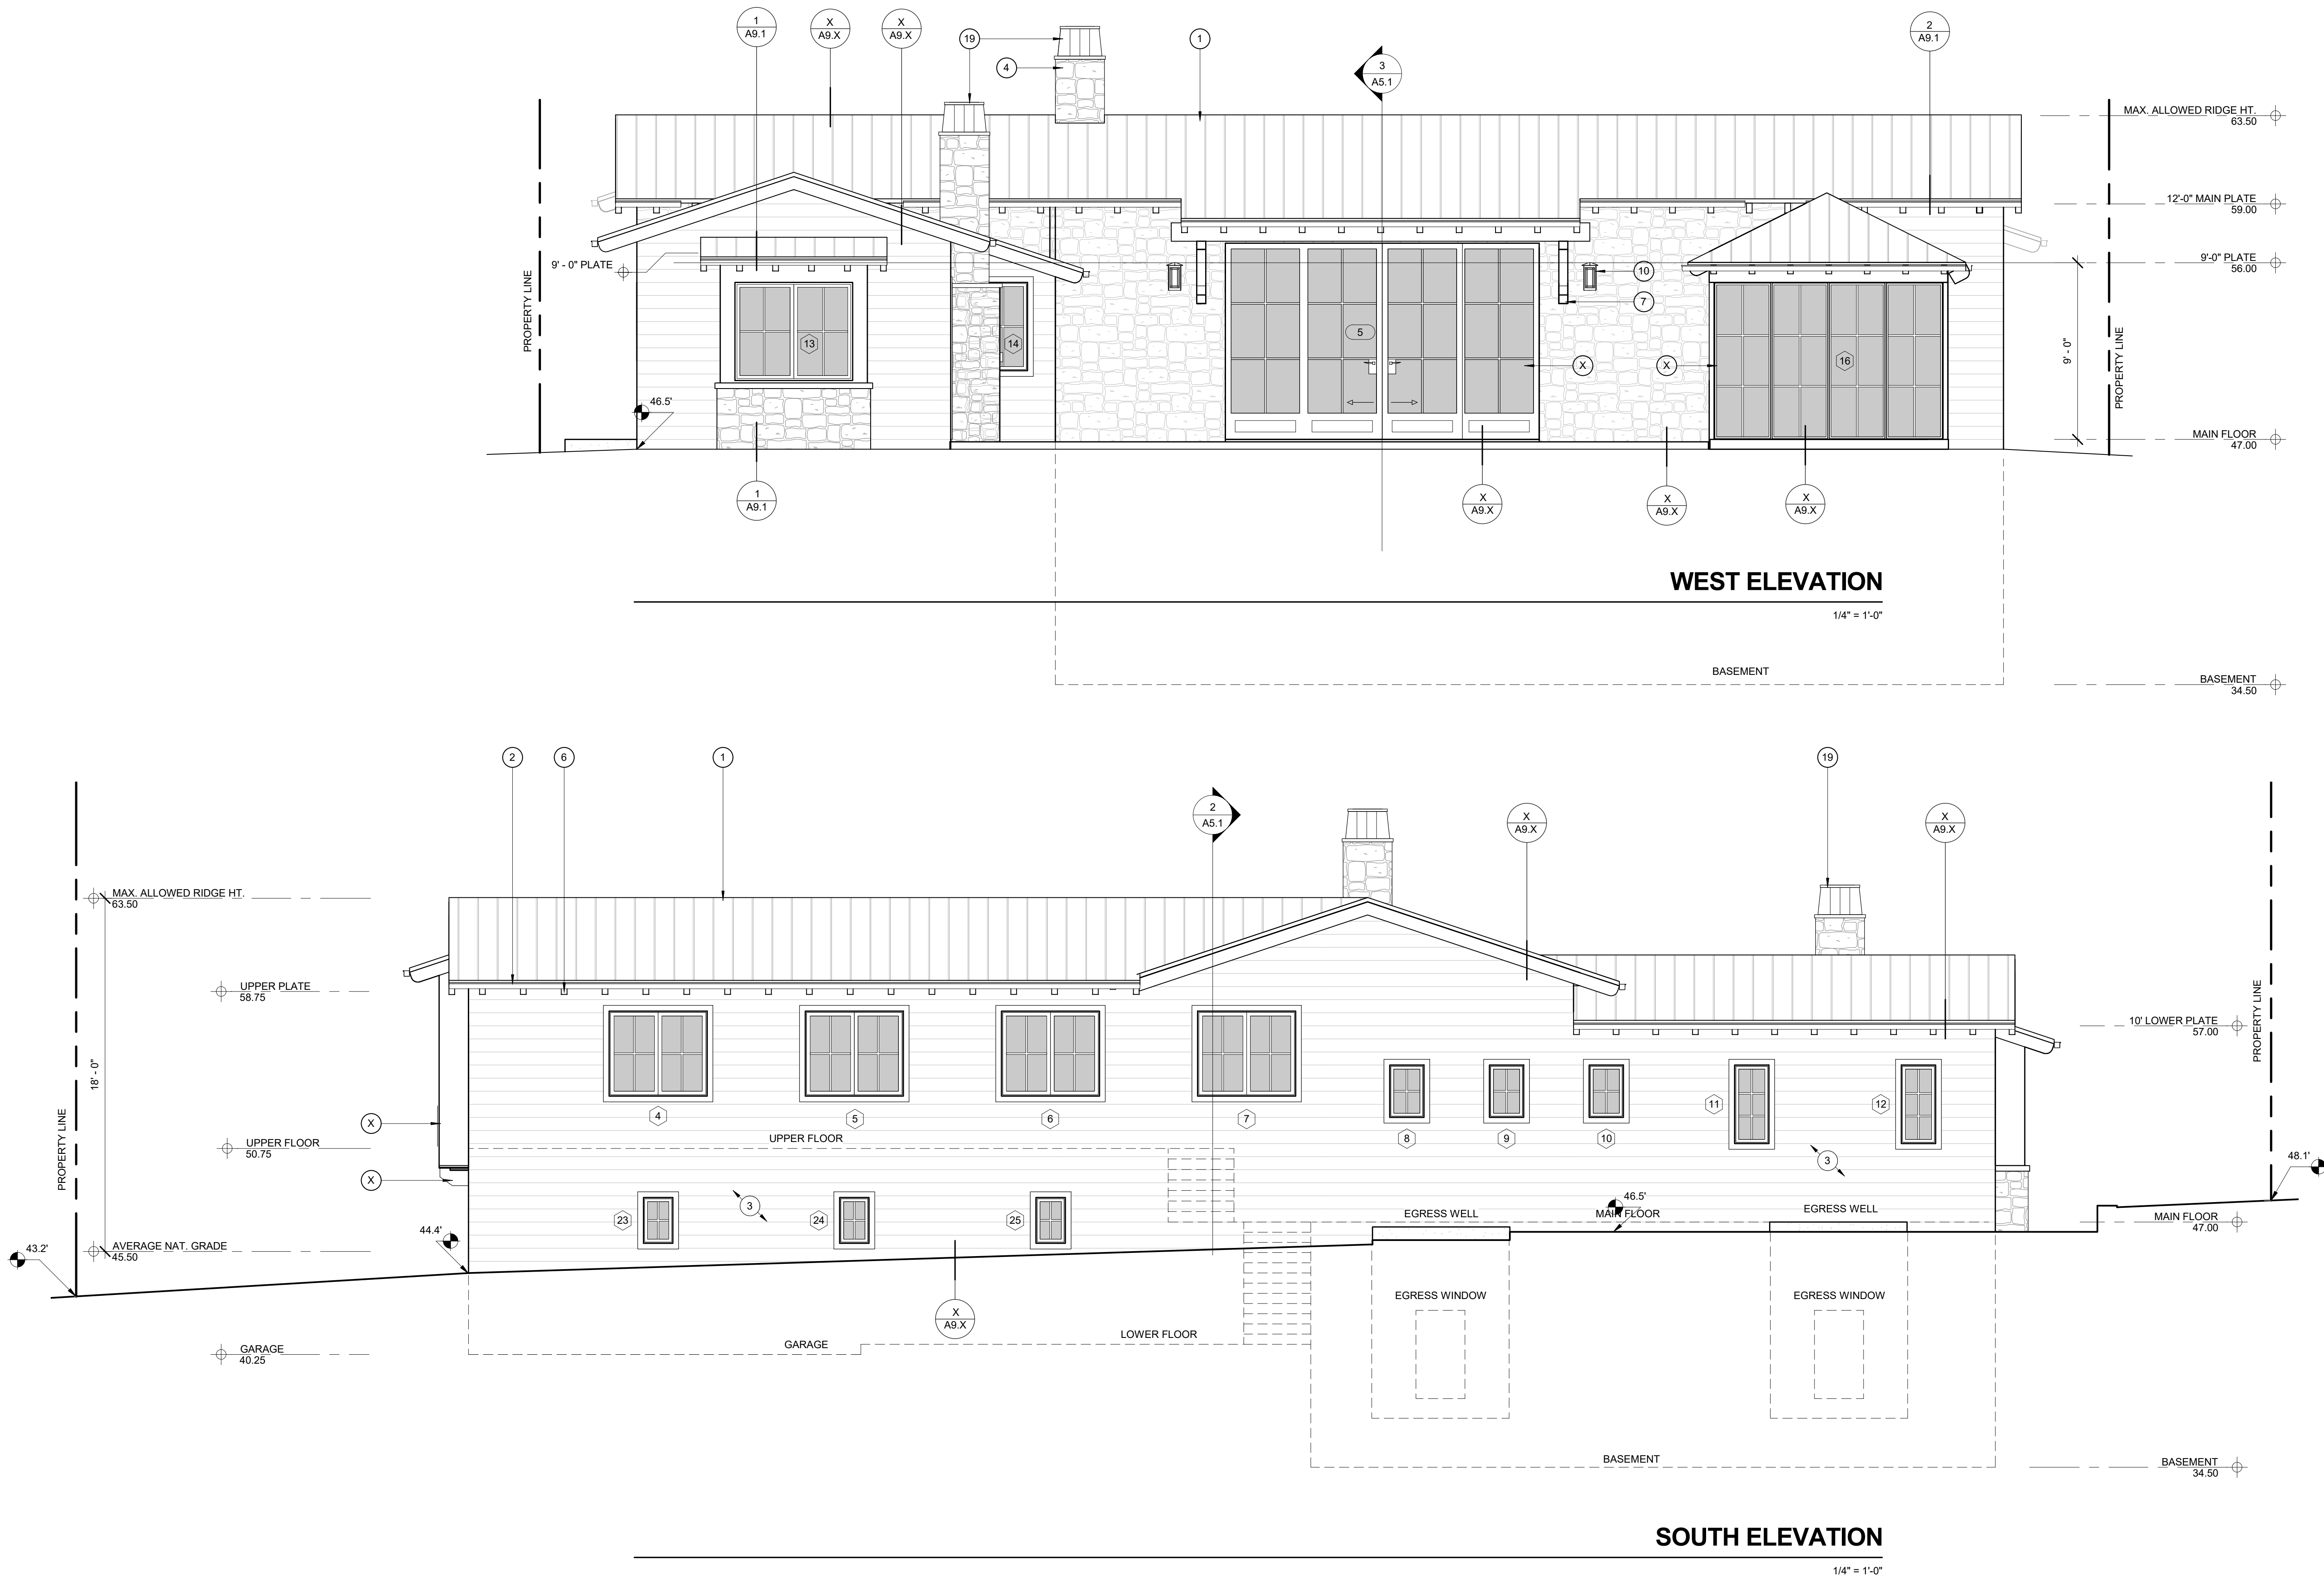 1
A9.1
X
A9.X
X
A9.X
19
4
1
3
A5.1
2
A9.1
MAX. ALLOWED RIDGE HT.
63.50
12'-0" MAIN PLATE
59.00
9' - 0" PLATE
9'-0" PLATE
56.00
10
7
PROPERTY LINE
13
14
5
X
X
16
9' - 0"
PROPERTY LINE
46.5'
MAIN FLOOR
47.00
1
A9.1
X
A9.X
X
A9.X
X
A9.X
WEST ELEVATION
1/4" = 1'-0"
BASEMENT
BASEMENT
34.50
2
6
1
19
2
A5.1
X
A9.X
X
A9.X
MAX. ALLOWED RIDGE HT.
63.50
UPPER PLATE
58.75
10' LOWER PLATE
57.00
PROPERTY LINE
18' - 0"
PROPERTY LINE
X
4
5
6
7
8
9
10
11
12
UPPER FLOOR
50.75
UPPER FLOOR
3
48.1'
X
23
3
24
25
46.5'
EGRESS WELL
MAIN FLOOR
EGRESS WELL
MAIN FLOOR
47.00
44.4'
43.2'
AVERAGE NAT. GRADE
45.50
EGRESS WINDOW
EGRESS WINDOW
X
A9.X
GARAGE
40.25
GARAGE
LOWER FLOOR
BASEMENT
BASEMENT
34.50
SOUTH ELEVATION
1/4" = 1'-0"